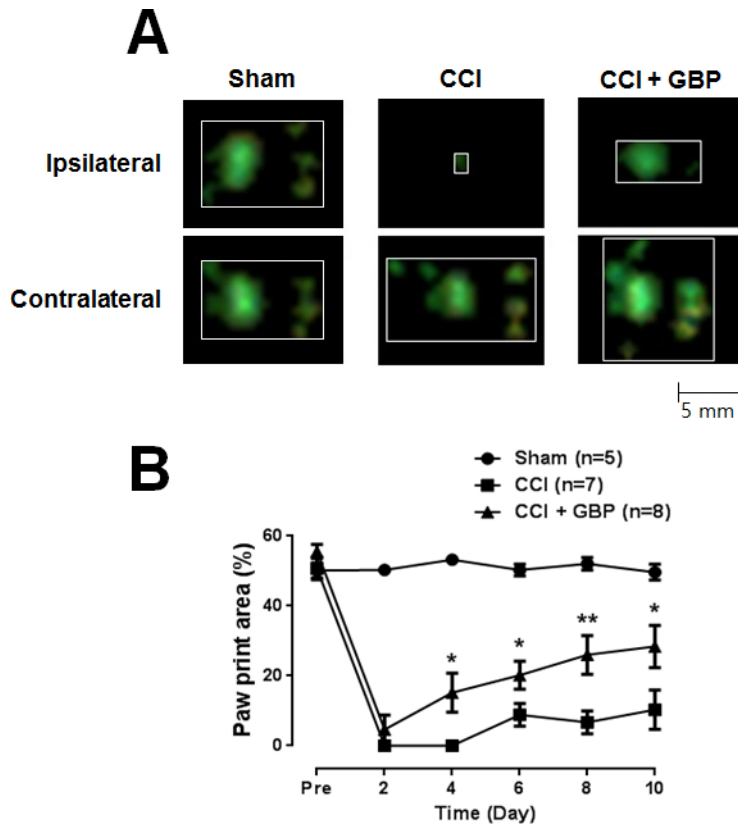 A
Sham CCI CCI + GBP
Ipsilateral
Contralateral
5 mm
B
Sham (n=5)
CCI (n=7)
CCI + GBP (n=8)
Paw print area (%)
60
40
20
0
* * ** *
Pre 2 4 6 8 10
Time (Day)